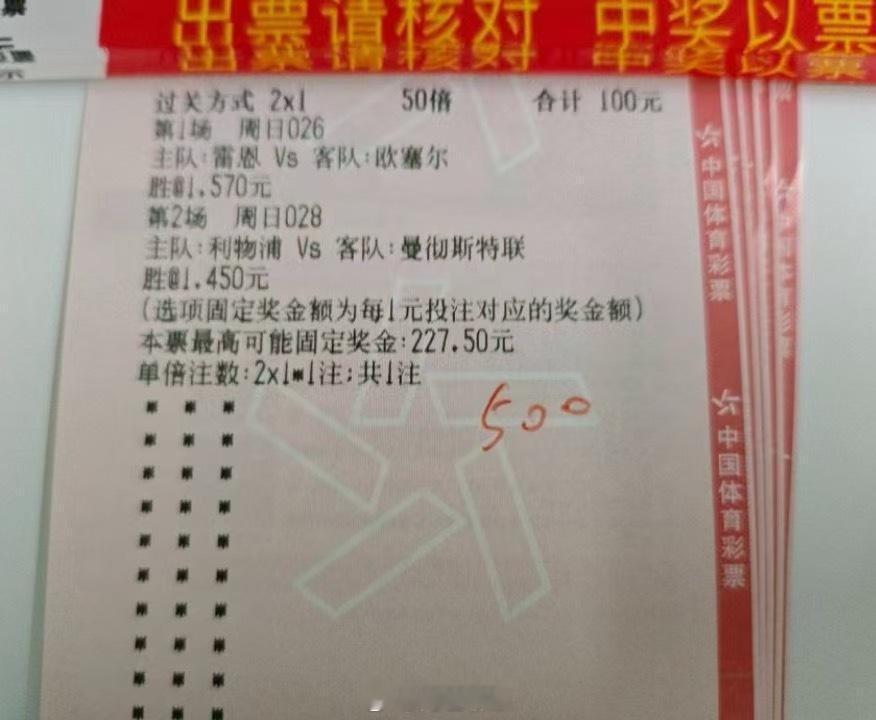 票
出票请核对 中奖以票
过关方式 2x1 50倍 合计 100元
第1场 周日026
主队:雷恩 Vs 客队:欧塞尔
胜@1.570元
第2场 周日028
主队:利物浦 Vs 客队:曼彻斯特联
胜@1.450元
(选项固定奖金额为每1元投注对应的奖金额)
本票最高可能固定奖金:227.50元
单倍注数:2x1*1注;共1注
500
中国体育彩票
中国体育彩票